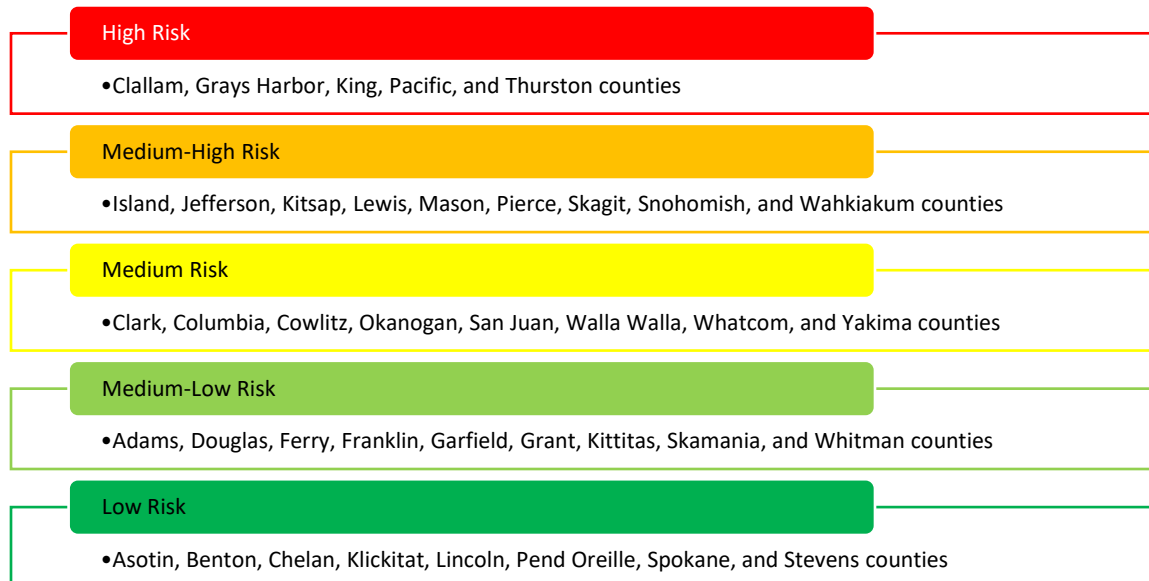 High Risk
•Clallam, Grays Harbor, King, Pacific, and Thurston counties
Medium-High Risk
•Island, Jefferson, Kitsap, Lewis, Mason, Pierce, Skagit, Snohomish, and Wahkiakum counties
Medium Risk
•Clark, Columbia, Cowlitz, Okanogan, San Juan, Walla Walla, Whatcom, and Yakima counties
Medium-Low Risk
•Adams, Douglas, Ferry, Franklin, Garfield, Grant, Kittitas, Skamania, and Whitman counties
Low Risk
•Asotin, Benton, Chelan, Klickitat, Lincoln, Pend Oreille, Spokane, and Stevens counties